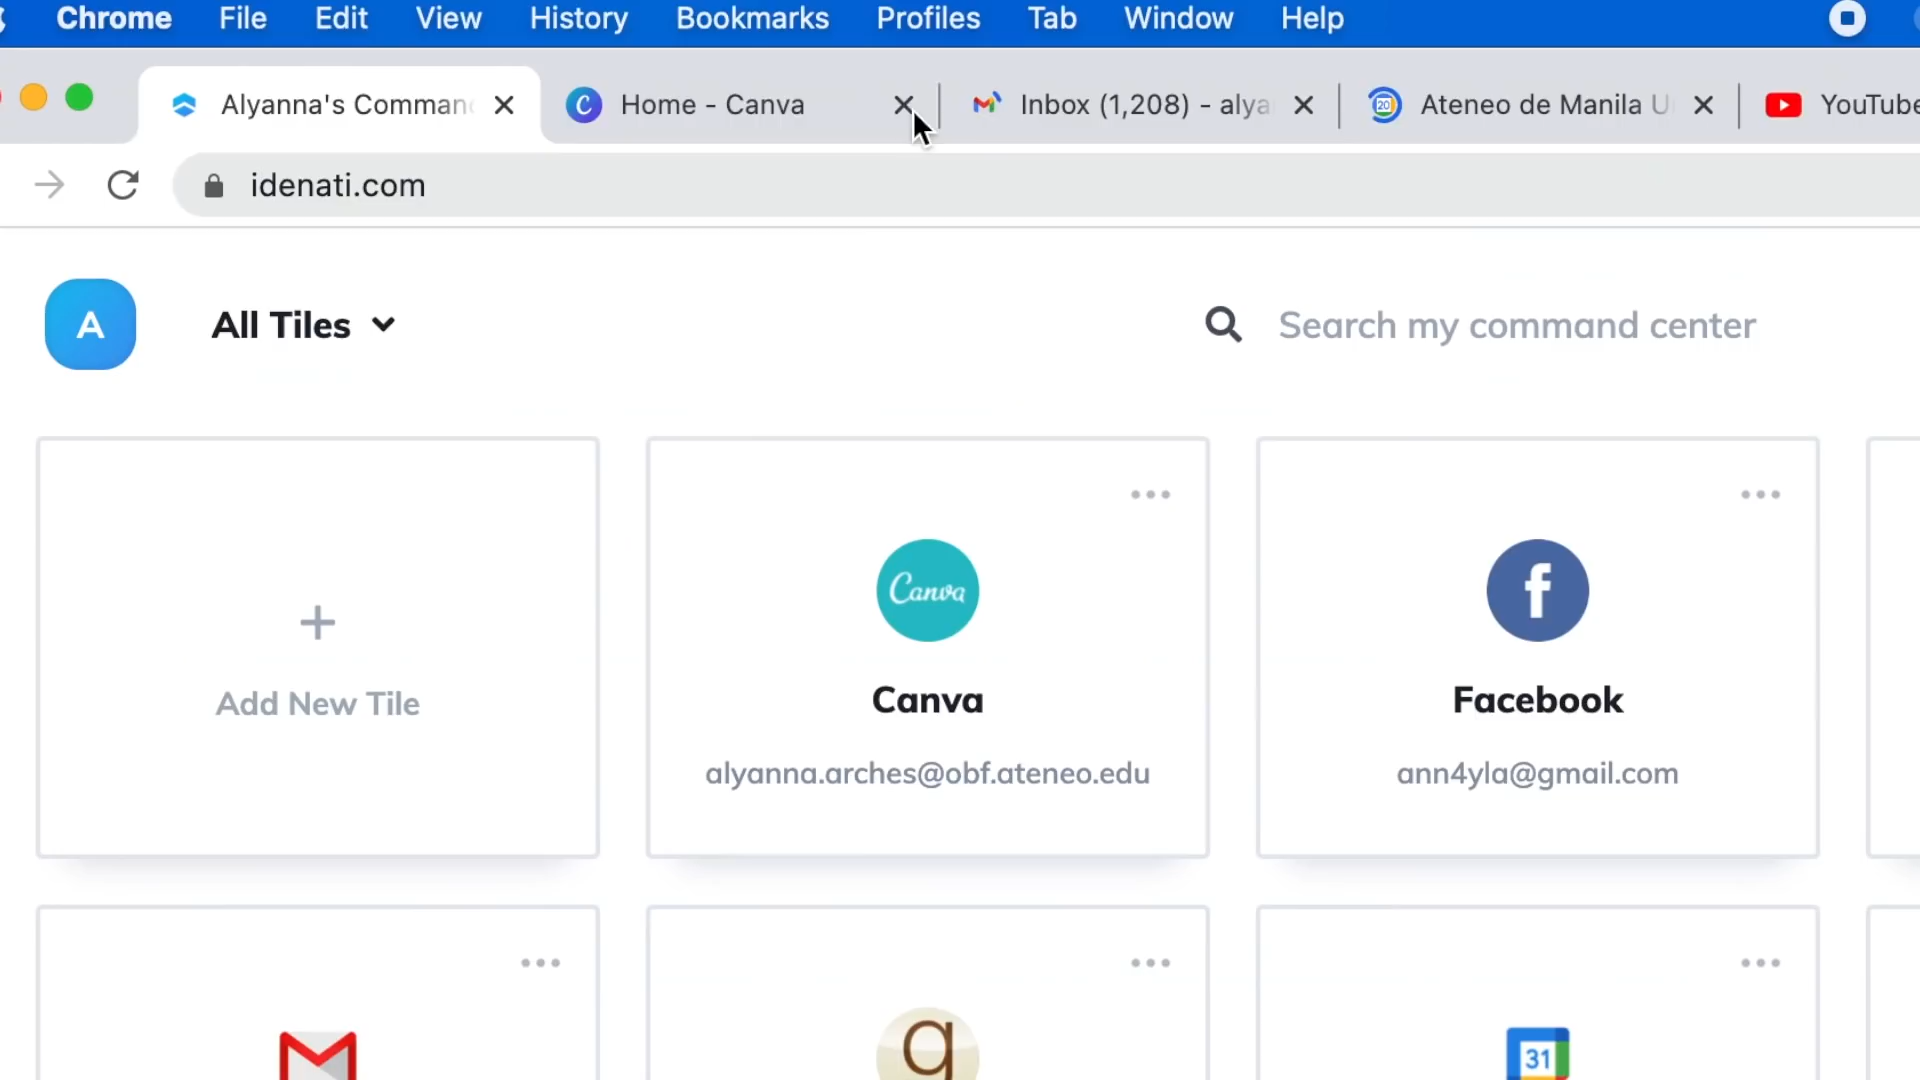 Chrome File Edit View History Bookmarks Profiles Tab Window Help
Alyanna's Comman Home - Canva Inbox (1,208) - alya 20 Ateneo de Manila U YouTube
idenati.com
A All Tiles Search my command center
Canva
+
Add New Tile Canva Facebook
alyanna.arches@obf.ateneo.edu ann4yla@gmail.com
g 31